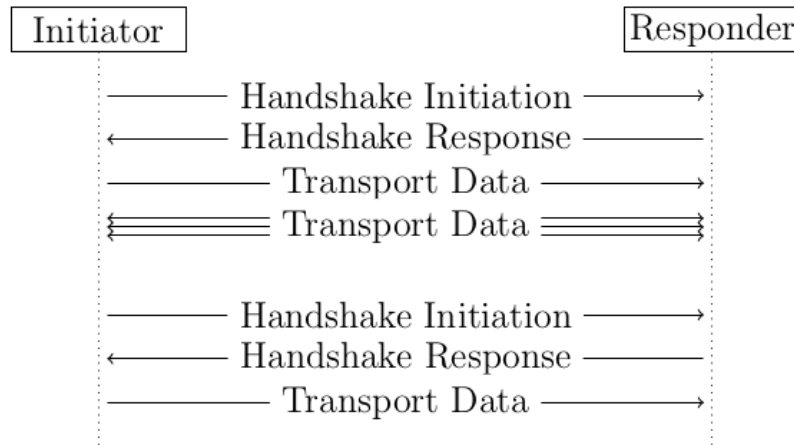 Initiator
Responder
Handshake Initiation
Handshake Response
Transport Data
Transport Data
Handshake Initiation
Handshake Response
Transport Data